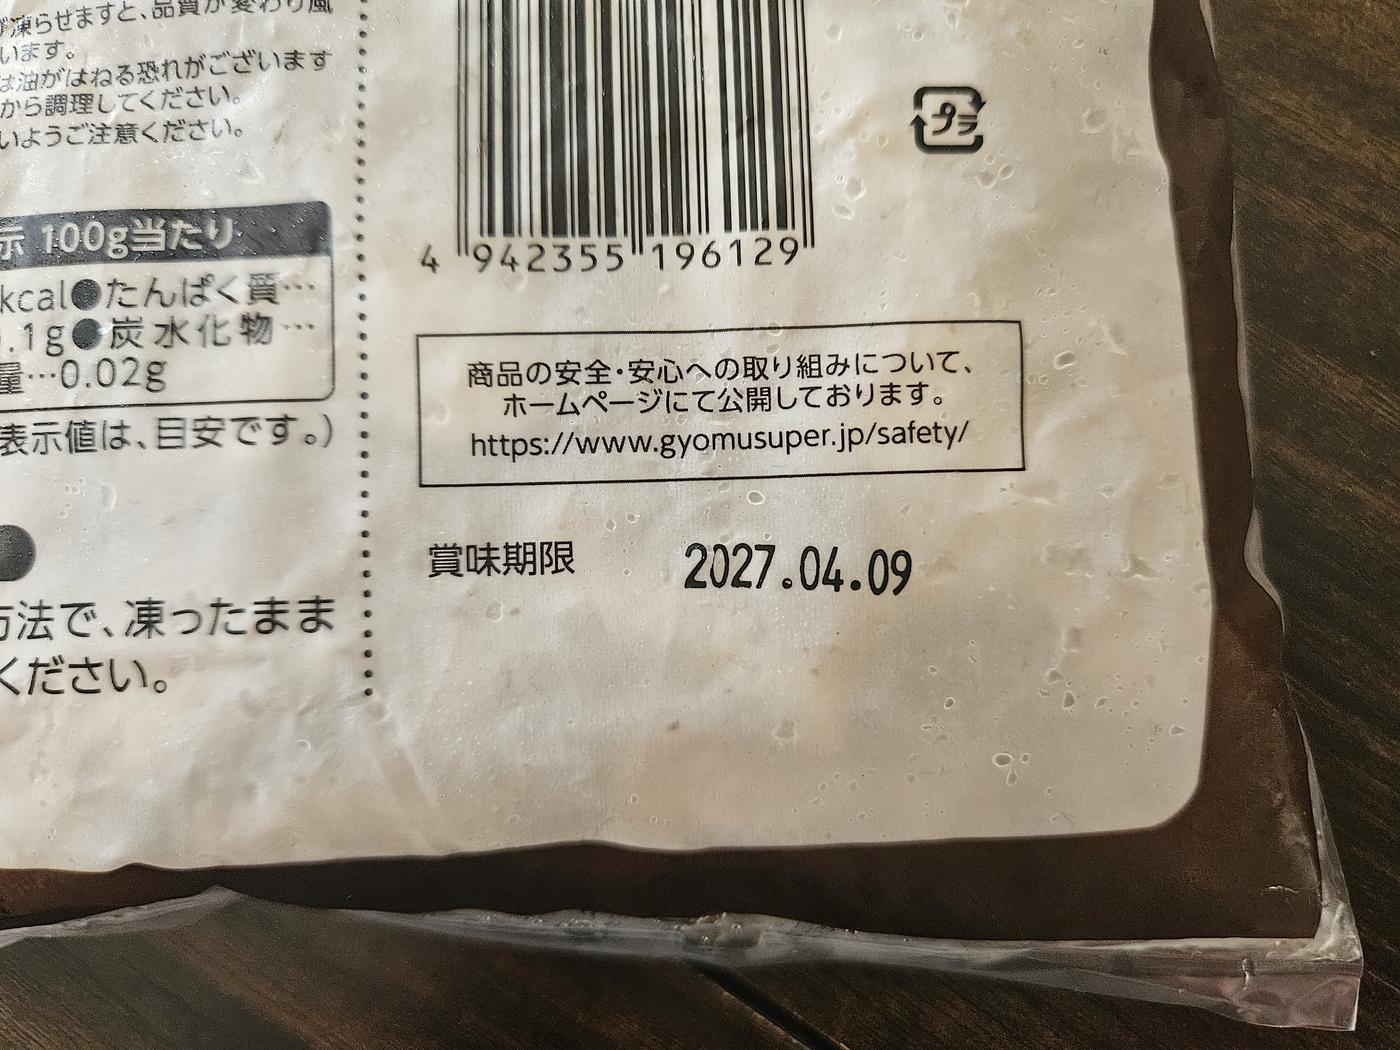 凍らせますと、品質が変わり風
います。
は油がはねる恐れがございます
から調理してください。
いようご注意ください。
示 100g当たり
kcal●たんぱく質…
.1g●炭水化物…
量…0.02g
表示値は、目安です。)
方法で、凍ったまま
ください。
プラ
4 942355 196129
商品の安全・安心への取り組みについて、
ホームページにて公開しております。
https://www.gyomusuper.jp/safety/
賞味期限 2027.04.09